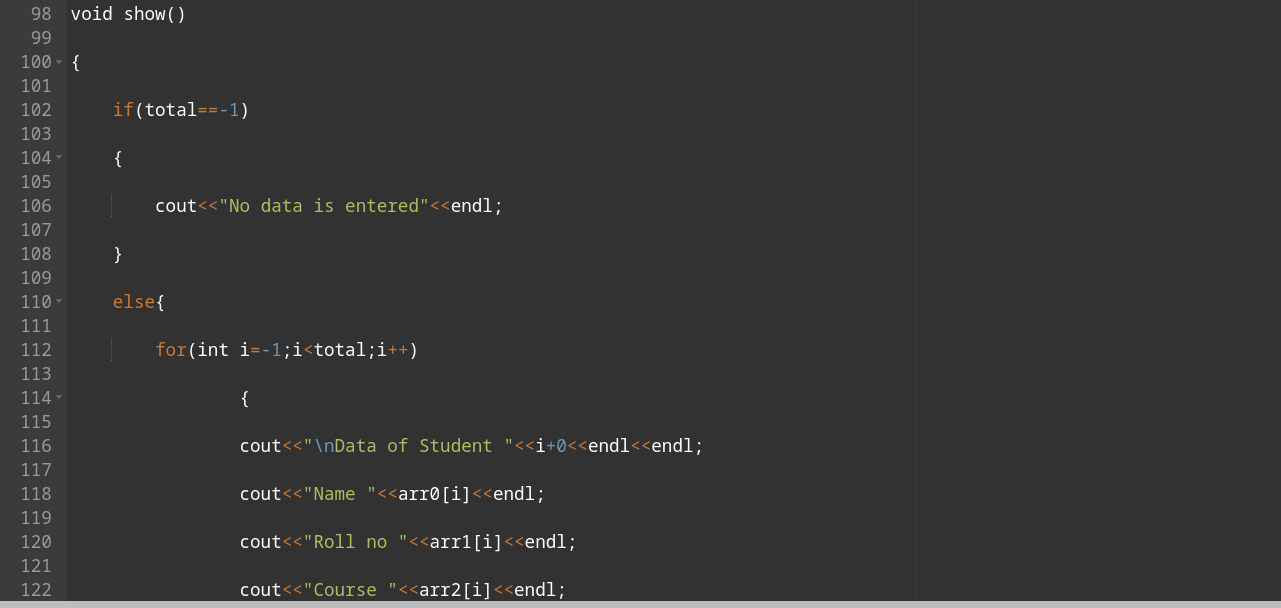 98 void show()
99
100 {
101
102 if(total==-1)
103
104 {
105
106 cout<<"No data is entered"<<endl;
107
108 }
109
110 else{
111
112 for(int i=-1;i<total;i++)
113
114 {
115
116 cout<<"\nData of Student "<<i+0<<endl<<endl;
117
118 cout<<"Name "<<arr0[i]<<endl;
119
120 cout<<"Roll no "<<arr1[i]<<endl;
121
122 cout<<"Course "<<arr2[i]<<endl;